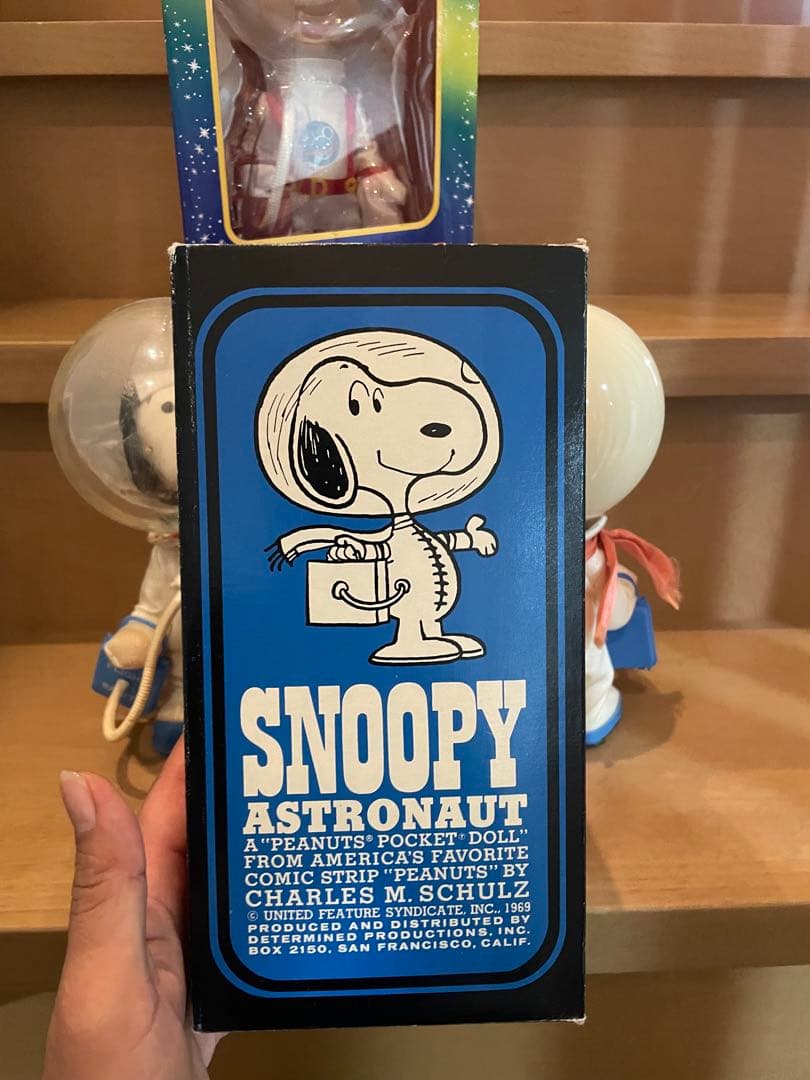 SNOOPY
ASTRONAUT
A "PEANUTS® POCKET DOLL"
FROM AMERICA'S FAVORITE
COMIC STRIP "PEANUTS" BY
CHARLES M. SCHULZ
© UNITED FEATURE SYNDICATE, INC., 1969
PRODUCED AND DISTRIBUTED BY
DETERMINED PRODUCTIONS, INC.
BOX 2150, SAN FRANCISCO, CALIF.